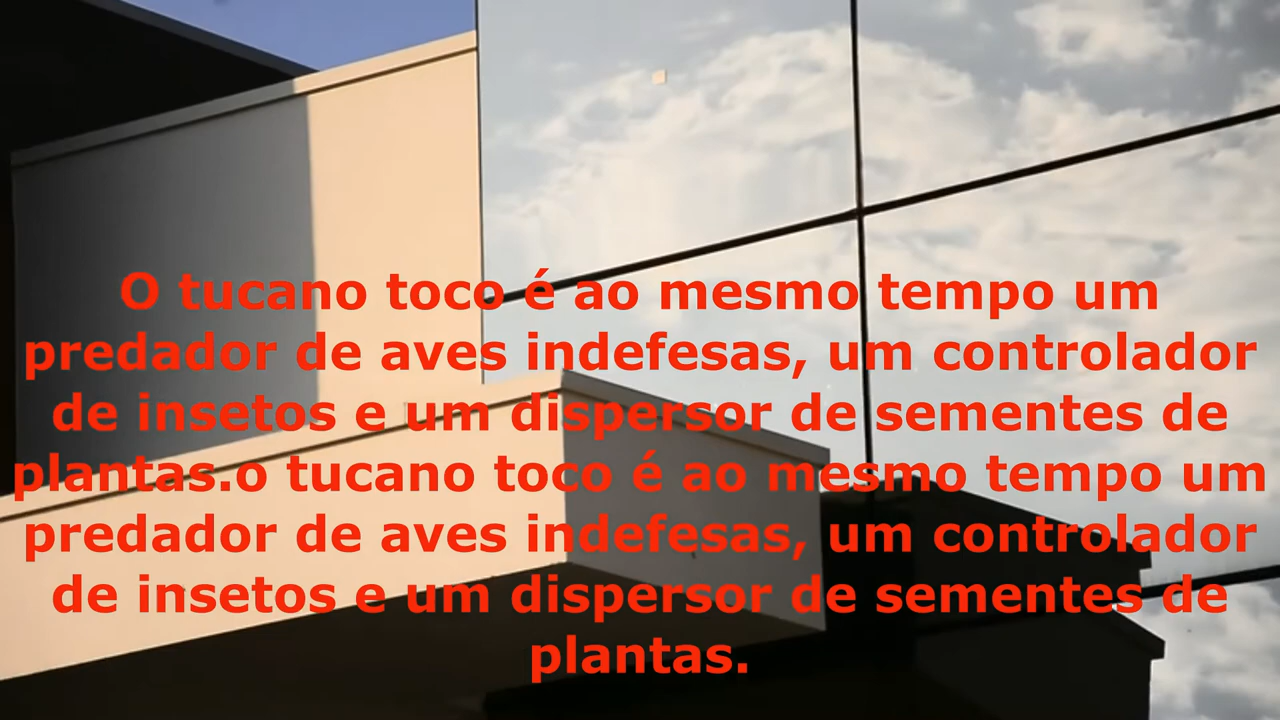 O tucano toco é ao mesmo tempo um
predador de aves indefesas, um controlador
de insetos e um dispersor de sementes de
plantas.o tucano toco é ao mesmo tempo um
predador de aves indefesas, um controlador
de insetos e um dispersor de sementes de
plantas.